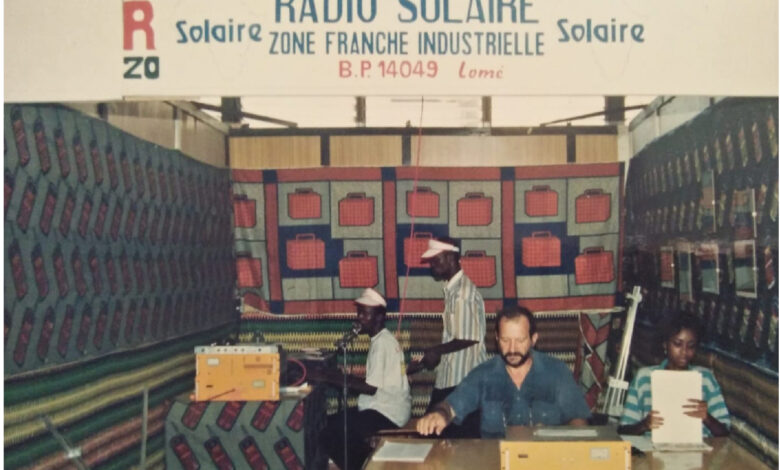 R
zo
Solaire
RADIO SOLAIRE
ZONE FRANCHE INDUSTRIELLE
B.P. 14049 Lomé
Solaire